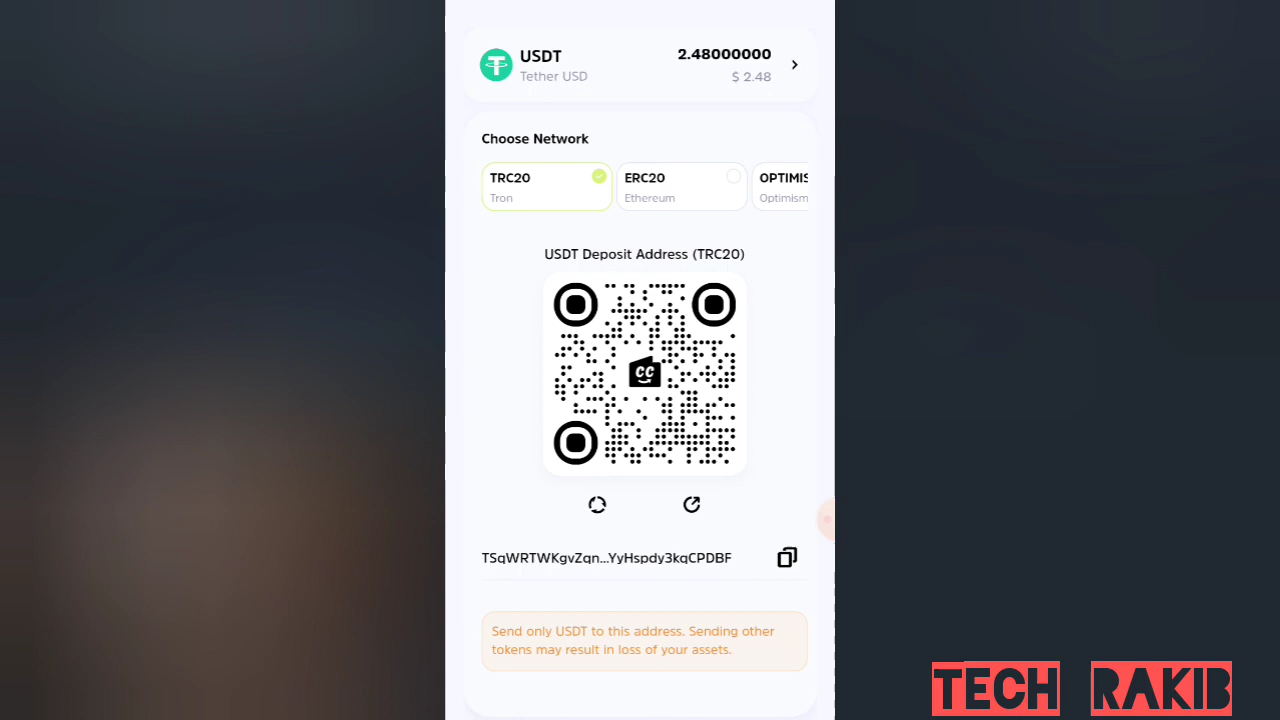 USDT
2.48000000
Tether USD
$ 2.48
Choose Network
TRC20
ERC20
OPTIMIS
Tron
Ethereum
Optimism
USDT Deposit Address (TRC20)
cc
TSqWRTWKgvZqn...YyHspdy3kqCPDBF
Send only USDT to this address. Sending other
tokens may result in loss of your assets.
TECH RAKIB